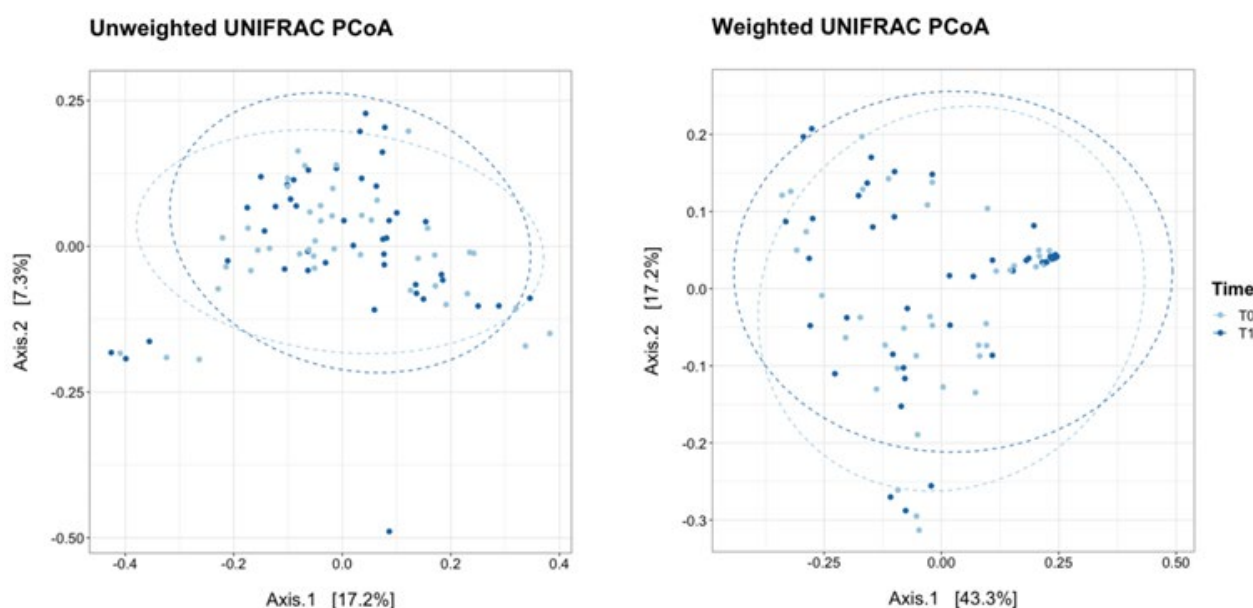 Unweighted UNIFRAC PCoA
Weighted UNIFRAC PCoA
Axis.2 [7.3%]
0.25
0.00
-0.25
-0.50
-0.4
-0.2
0.0
0.2
0.4
Axis.1 [17.2%]
Axis.2 [17.2%]
0.2
0.1
0.0
-0.1
-0.2
-0.3
-0.25
0.00
0.25
0.50
Axis.1 [43.3%]
Time
T0
T1